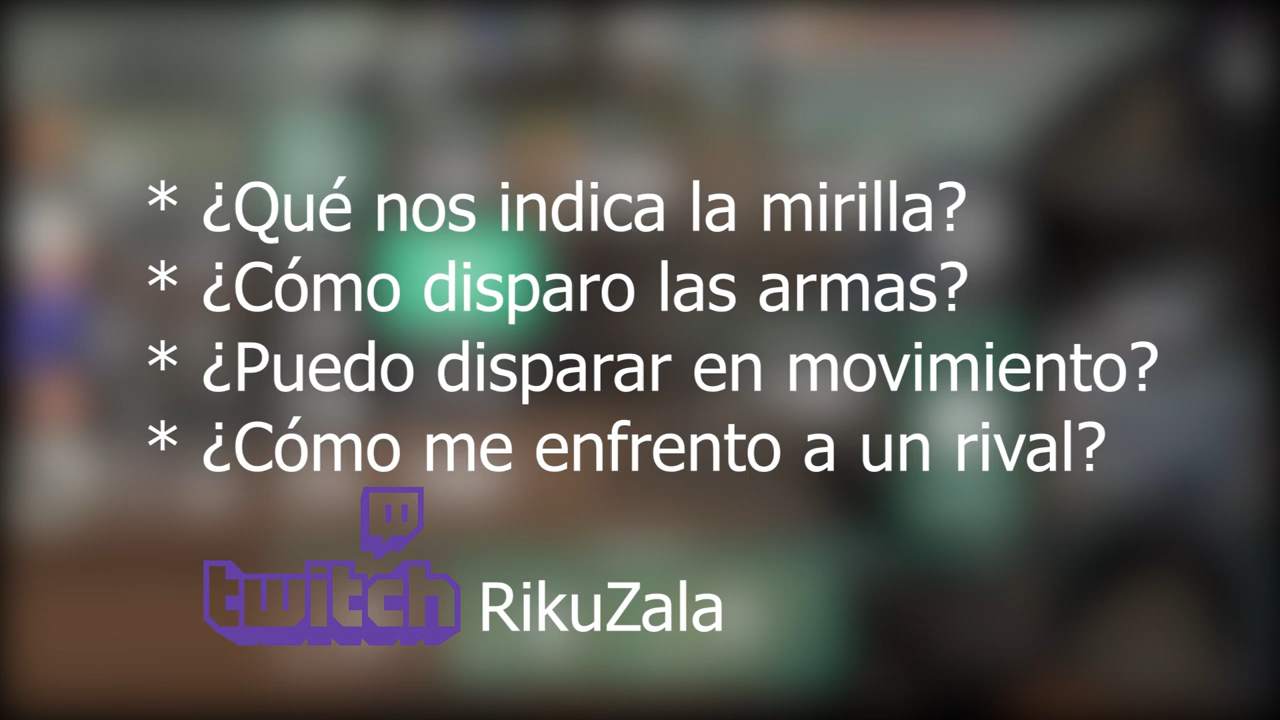 * ¿Qué nos indica la mirilla?
* ¿Cómo disparo las armas?
* ¿Puedo disparar en movimiento?
* ¿Cómo me enfrento a un rival?
twitch RikuZala